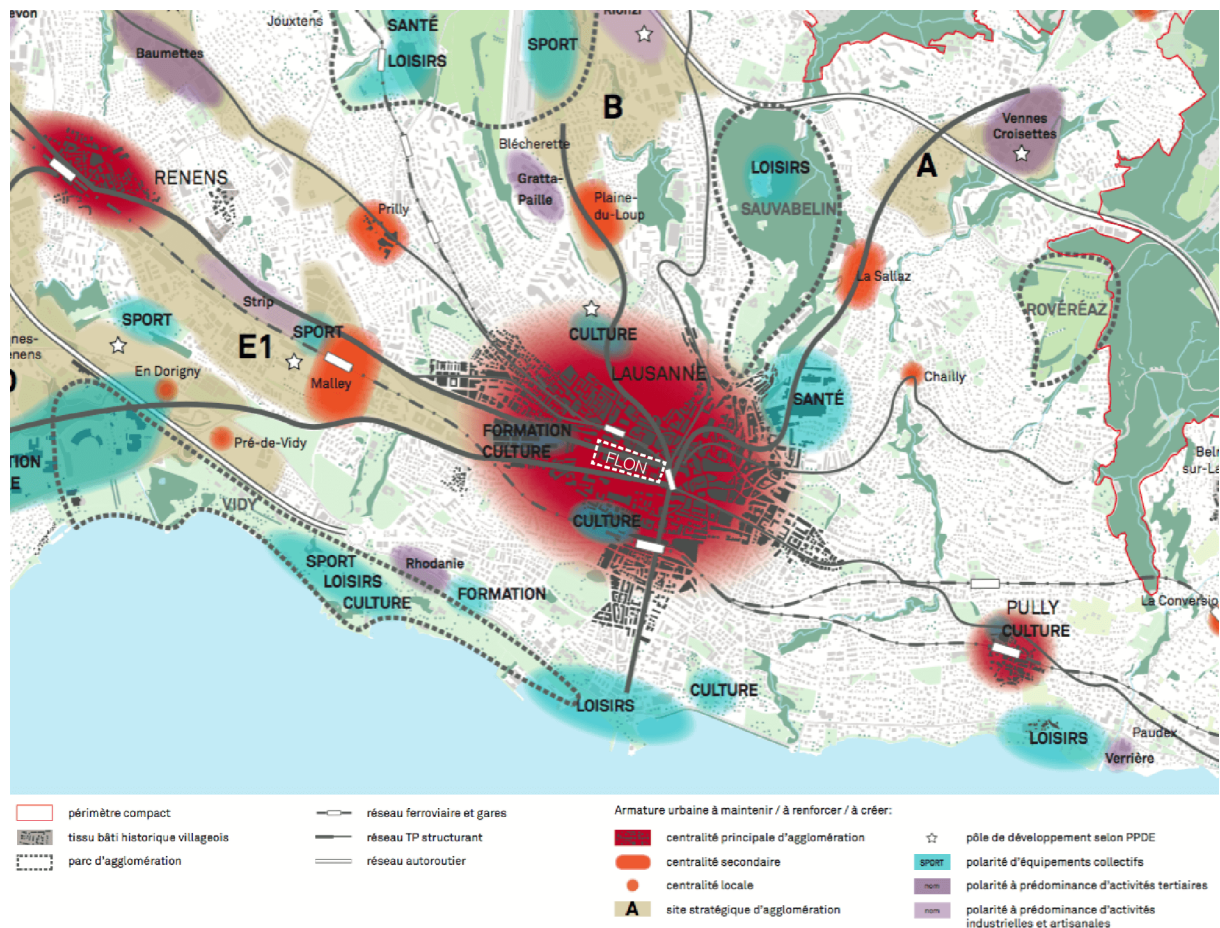 Jouxtens
SANTÉ
LOISIRS
SPORT
Baumettes
B
Vennes
Croisettes
Blécherette
Gratta-
Paille
LOISIRS
A
RENENS
Plaine-
du-Loup
SAUVABELIN
Prilly
La Sallaz
Strip
ROVÉRÉAZ
SPORT
SPORT
CULTURE
E1
En Dorigny
Malley
LAUSANNE
Chailly
SANTÉ
FORMATION
CULTURE
FLON
Pré-de-Vidy
VIDY
CULTURE
SPORT
LOISIRS
CULTURE
Rhodanie
FORMATION
La Conversio
PULLY
CULTURE
CULTURE
LOISIRS
LOISIRS
Paudex
Verrière
périmètre compact
tissu bâti historique villageois
parc d'agglomération
réseau ferroviaire et gares
réseau TP structurant
réseau autoroutier
Armature urbaine à maintenir / à renforcer / à créer:
centralité principale d'agglomération
centralité secondaire
centralité locale
A site stratégique d'agglomération
pôle de développement selon PPDE
SPORT polarité d'équipements collectifs
nom polarité à prédominance d'activités tertiaires
nom polarité à prédominance d'activités
industrielles et artisanales